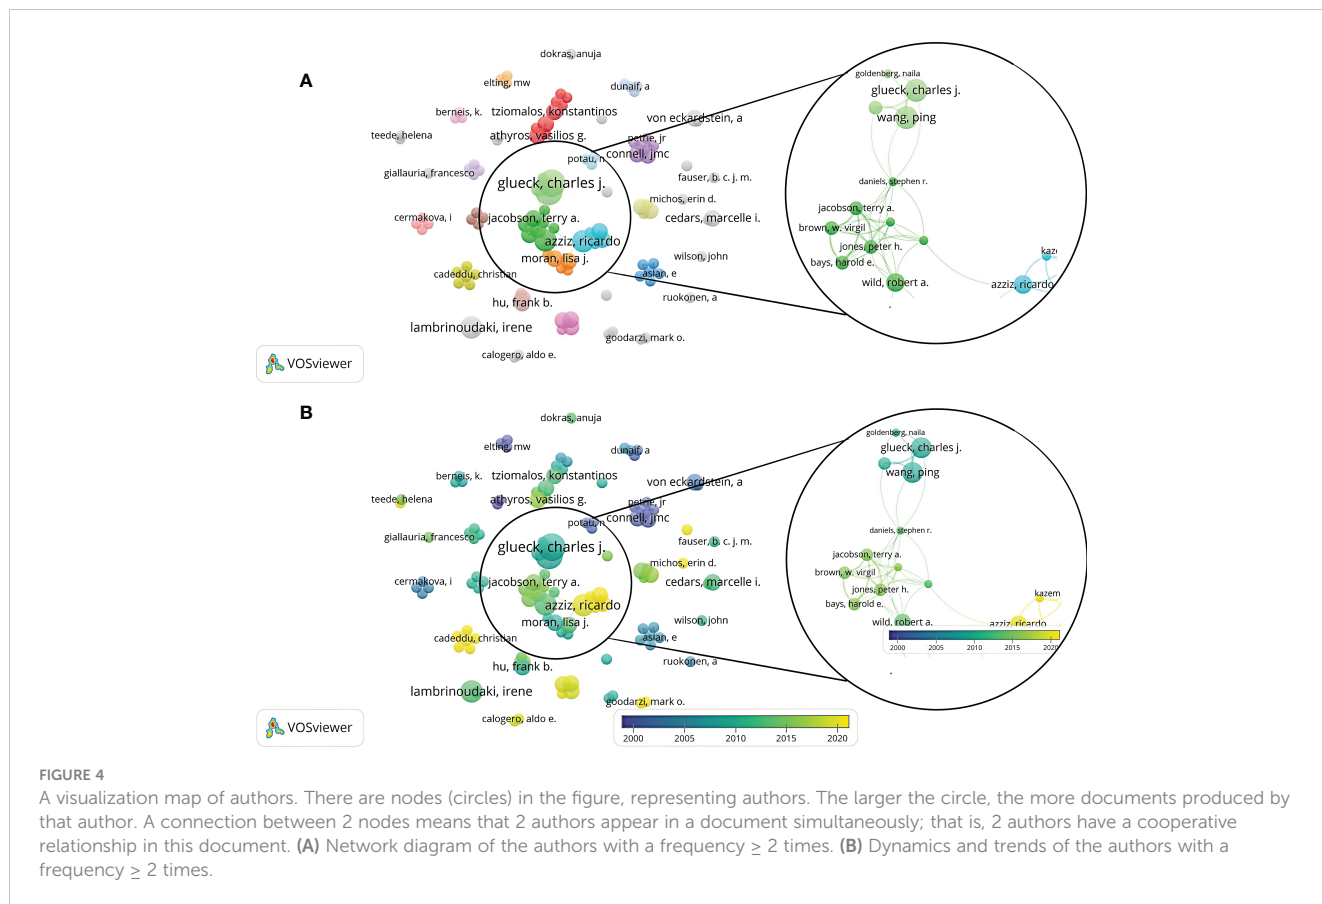 A
dokras, anuja
elting, mw
dunaif, a
berneis, k.
tziomalos, konstantinos
von eckardstein, a
teede, helena
athyros, vasilios g.
petrie, jr
connell, jmc
potau, n
giallauria, francesco
glueck, charles j.
fauser, b. c. j. m.
michos, erin d.
cermakova, i
jacobson, terry a.
cedars, marcelle i.
azziz, ricardo
moran, lisa j.
wilson, john
cadeddu, christian
aslan, e
hu, frank b.
ruokonen, a
lambrinoudaki, irene
goodarzi, mark o.
calogero, aldo e.
VOSviewer
goldenberg, naila
glueck, charles j.
wang, ping
daniels, stephen r.
jacobson, terry a.
brown, w. virgil
jones, peter h.
bays, harold e.
wild, robert a.
kaze
azziz, ricardo
B
dokras, anuja
elting, mw
dunaif, a
berneis, k.
tziomalos, konstantinos
von eckardstein, a
teede, helena
athyros, vasilios g.
petrie, jr
connell, jmc
potau, n
giallauria, francesco
glueck, charles j.
fauser, b. c. j. m.
michos, erin d.
cermakova, i
jacobson, terry a.
cedars, marcelle i.
azziz, ricardo
moran, lisa j.
wilson, john
cadeddu, christian
aslan, e
hu, frank b.
ruokonen, a
lambrinoudaki, irene
goodarzi, mark o.
calogero, aldo e.
VOSviewer
2000 2005 2010 2015 2020
goldenberg, naila
glueck, charles j.
wang, ping
daniels, stephen r.
jacobson, terry a.
brown, w. virgil
jones, peter h.
bays, harold e.
wild, robert a.
kazem
azziz, ricardo
2000 2005 2010 2015 2020
FIGURE 4
A visualization map of authors. There are nodes (circles) in the figure, representing authors. The larger the circle, the more documents produced by
that author. A connection between 2 nodes means that 2 authors appear in a document simultaneously; that is, 2 authors have a cooperative
relationship in this document. (A) Network diagram of the authors with a frequency ≥ 2 times. (B) Dynamics and trends of the authors with a
frequency ≥ 2 times.